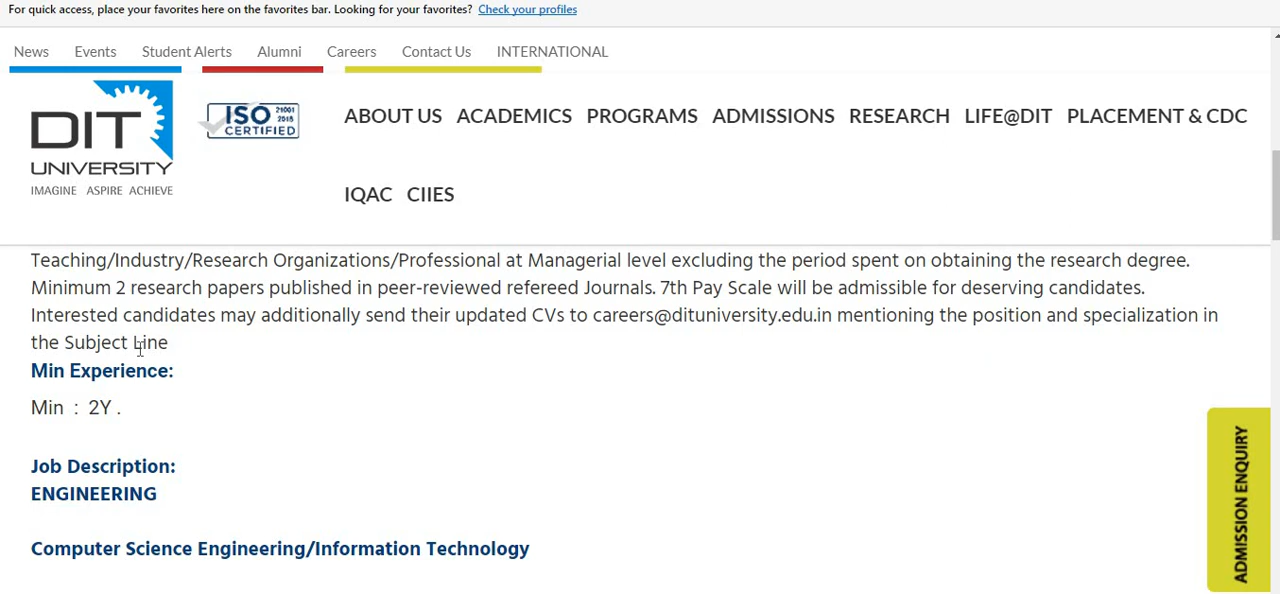 For quick access, place your favorites here on the favorites bar. Looking for your favorites? Check your profiles
News Events Student Alerts Alumni Careers Contact Us INTERNATIONAL
DIT
UNIVERSITY
IMAGINE ASPIRE ACHIEVE
ISO 21001 2018
CERTIFIED
ABOUT US ACADEMICS PROGRAMS ADMISSIONS RESEARCH LIFE@DIT PLACEMENT & CDC
IQAC CIIES
Teaching/Industry/Research Organizations/Professional at Managerial level excluding the period spent on obtaining the research degree.
Minimum 2 research papers published in peer-reviewed refereed Journals. 7th Pay Scale will be admissible for deserving candidates.
Interested candidates may additionally send their updated CVs to careers@dituniversity.edu.in mentioning the position and specialization in
the Subject Line
Min Experience:
Min : 2Y .
Job Description:
ENGINEERING
Computer Science Engineering/Information Technology
ADMISSION ENQUIRY